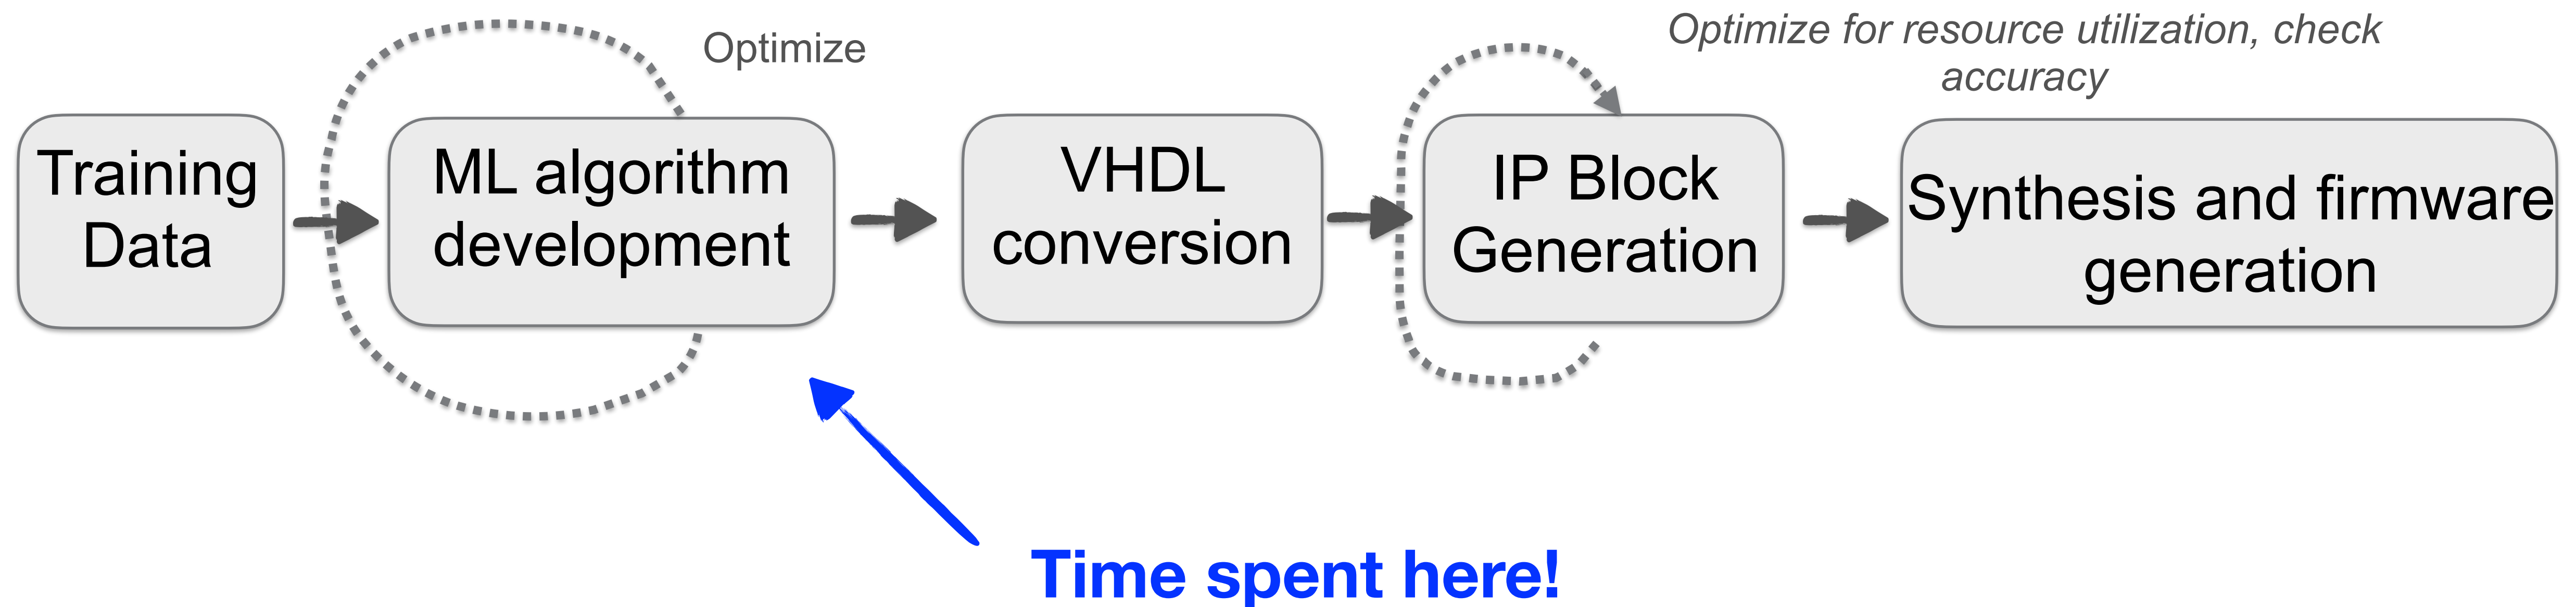 Optimize
Optimize for resource utilization, check
accuracy
Training
Data
ML algorithm
development
VHDL
conversion
IP Block
Generation
Synthesis and firmware
generation
Time spent here!